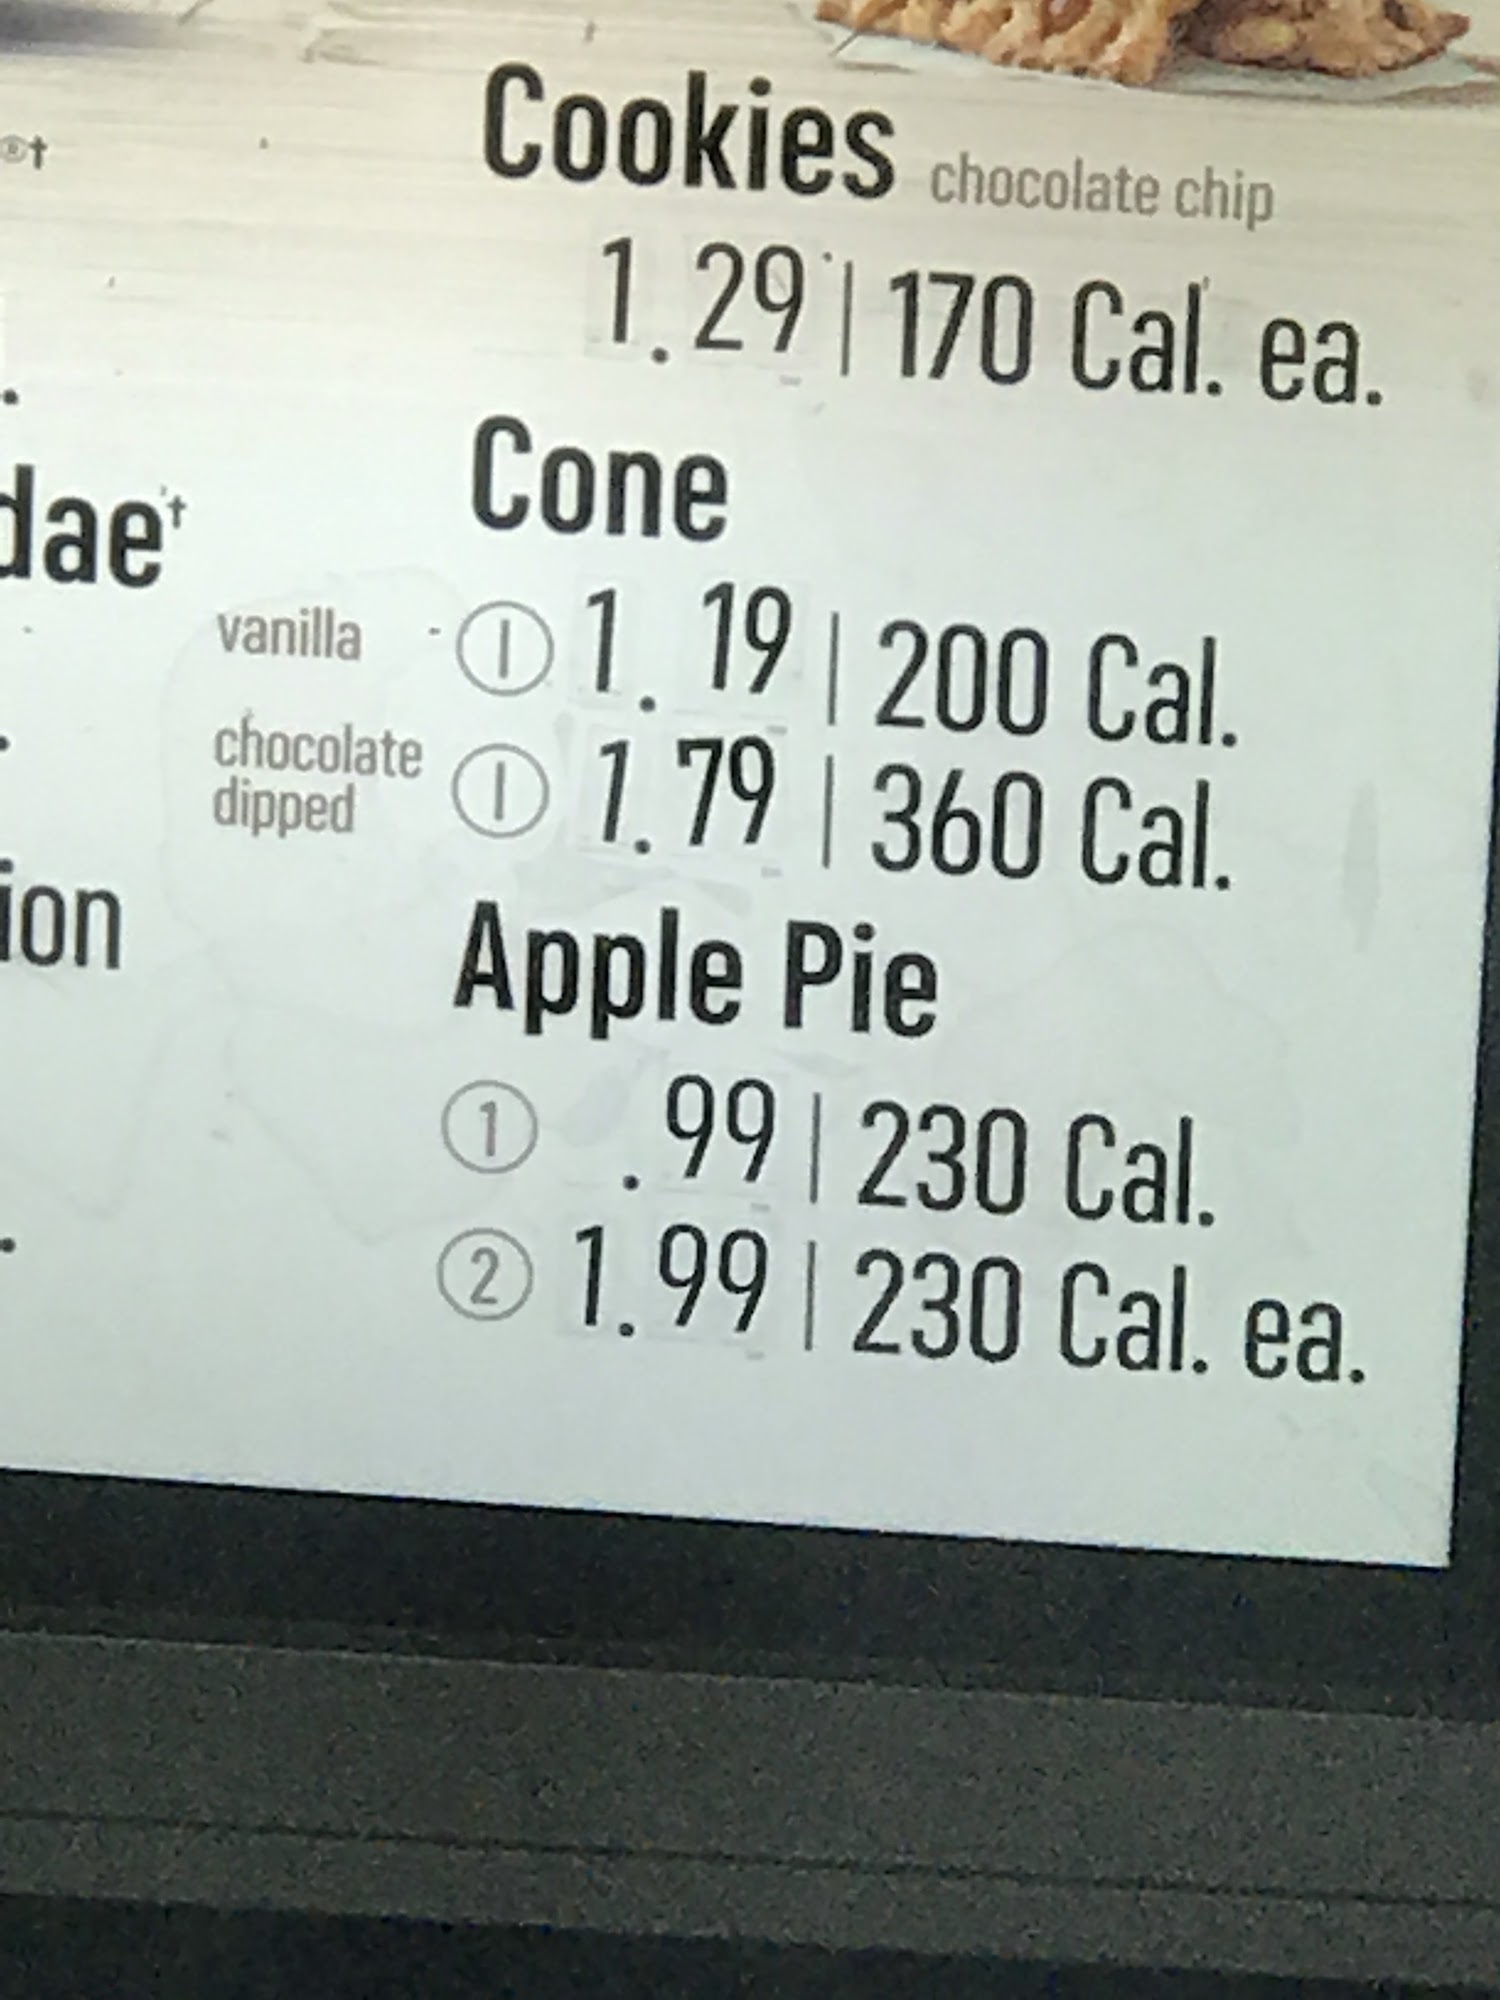 ®†
Cookies chocolate chip
1.29 | 170 Cal. ea.
dae†
Cone
vanilla ① 1.19 | 200 Cal.
chocolate
dipped ① 1.79 | 360 Cal.
ion
Apple Pie
① .99 | 230 Cal.
② 1.99 | 230 Cal. ea.